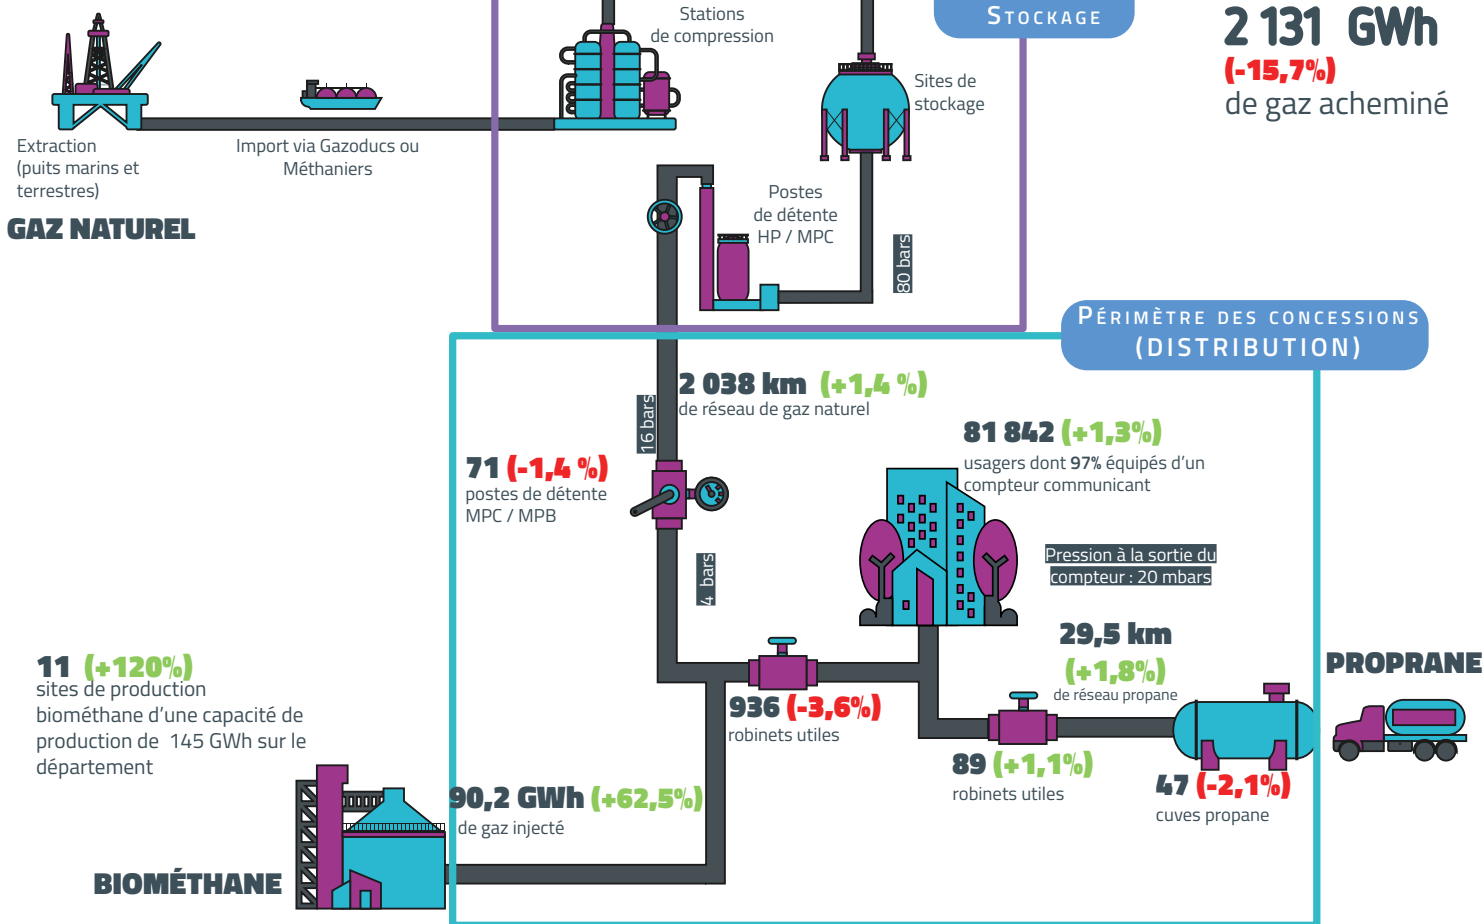 Stations
de compression
STOCKAGE
2 131 GWh
(-15,7%)
de gaz acheminé
Sites de
stockage
Extraction
(puits marins et
terrestres)
Import via Gazoducs ou
Méthaniers
GAZ NATUREL
Postes
de détente
HP / MPC
80 bars
PÉRIMÈTRE DES CONCESSIONS
(DISTRIBUTION)
2 038 km (+1,4 %)
de réseau de gaz naturel
16 bars
81 842 (+1,3%)
usagers dont 97% équipés d’un
compteur communicant
71 (-1,4 %)
postes de détente
MPC / MPB
4 bars
Pression à la sortie du
compteur : 20 mbars
29,5 km
(+1,8%)
de réseau propane
PROPRANE
11 (+120%)
sites de production
biométhane d’une capacité de
production de 145 GWh sur le
département
936 (-3,6%)
robinets utiles
89 (+1,1%)
robinets utiles
47 (-2,1%)
cuves propane
90,2 GWh (+62,5%)
de gaz injecté
BIOMÉTHANE